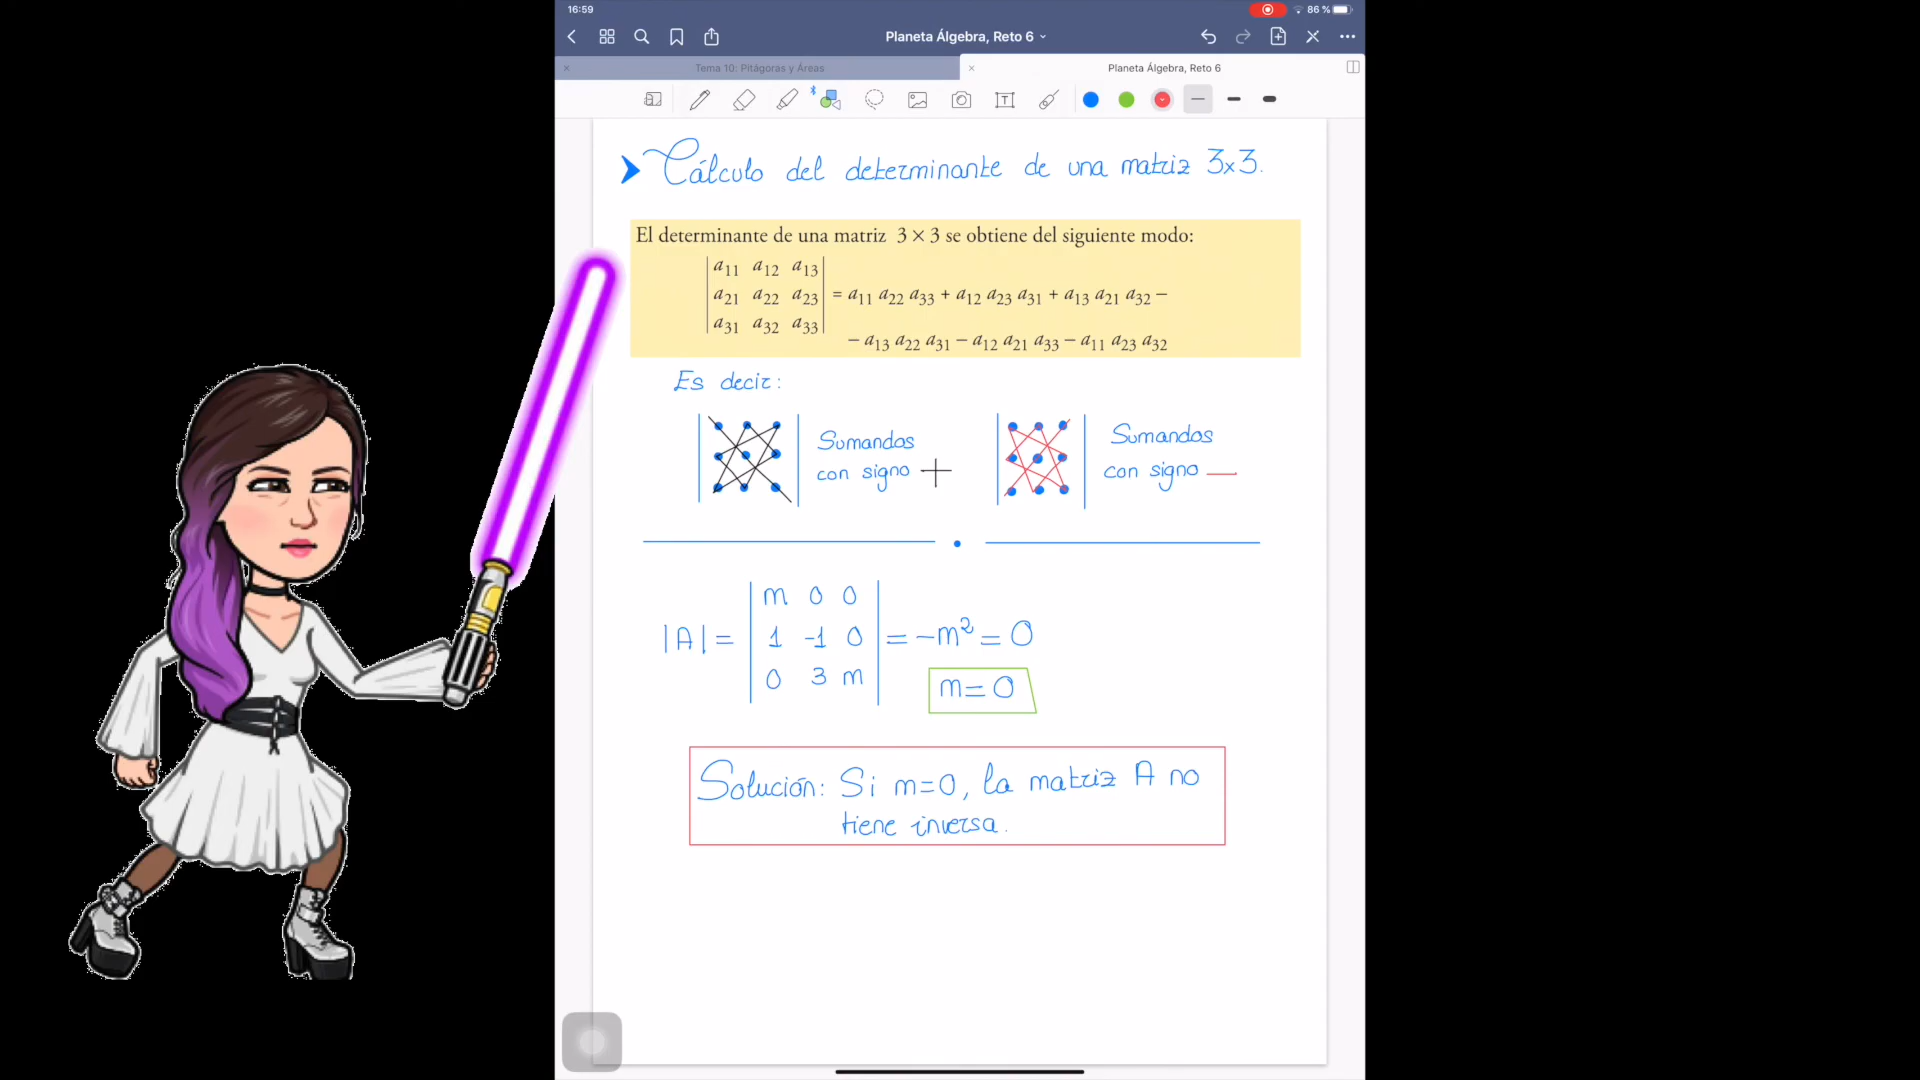 16:59
86 %
Planeta Álgebra, Reto 6
Tema 10: Pitágoras y Áreas
Planeta Álgebra, Reto 6
Cálculo del determinante de una matriz 3x3.
El determinante de una matriz 3 × 3 se obtiene del siguiente modo:
a11 a12 a13
a21 a22 a23 = a11 a22 a33 + a12 a23 a31 + a13 a21 a32 −
a31 a32 a33
− a13 a22 a31 − a12 a21 a33 − a11 a23 a32
Es decir:
Sumandos
con signo +
Sumandos
con signo —
m 0 0
|A| = 1 -1 0 = -m² = 0
0 3 m
m = 0
Solución: Si m=0, la matriz A no
tiene inversa.